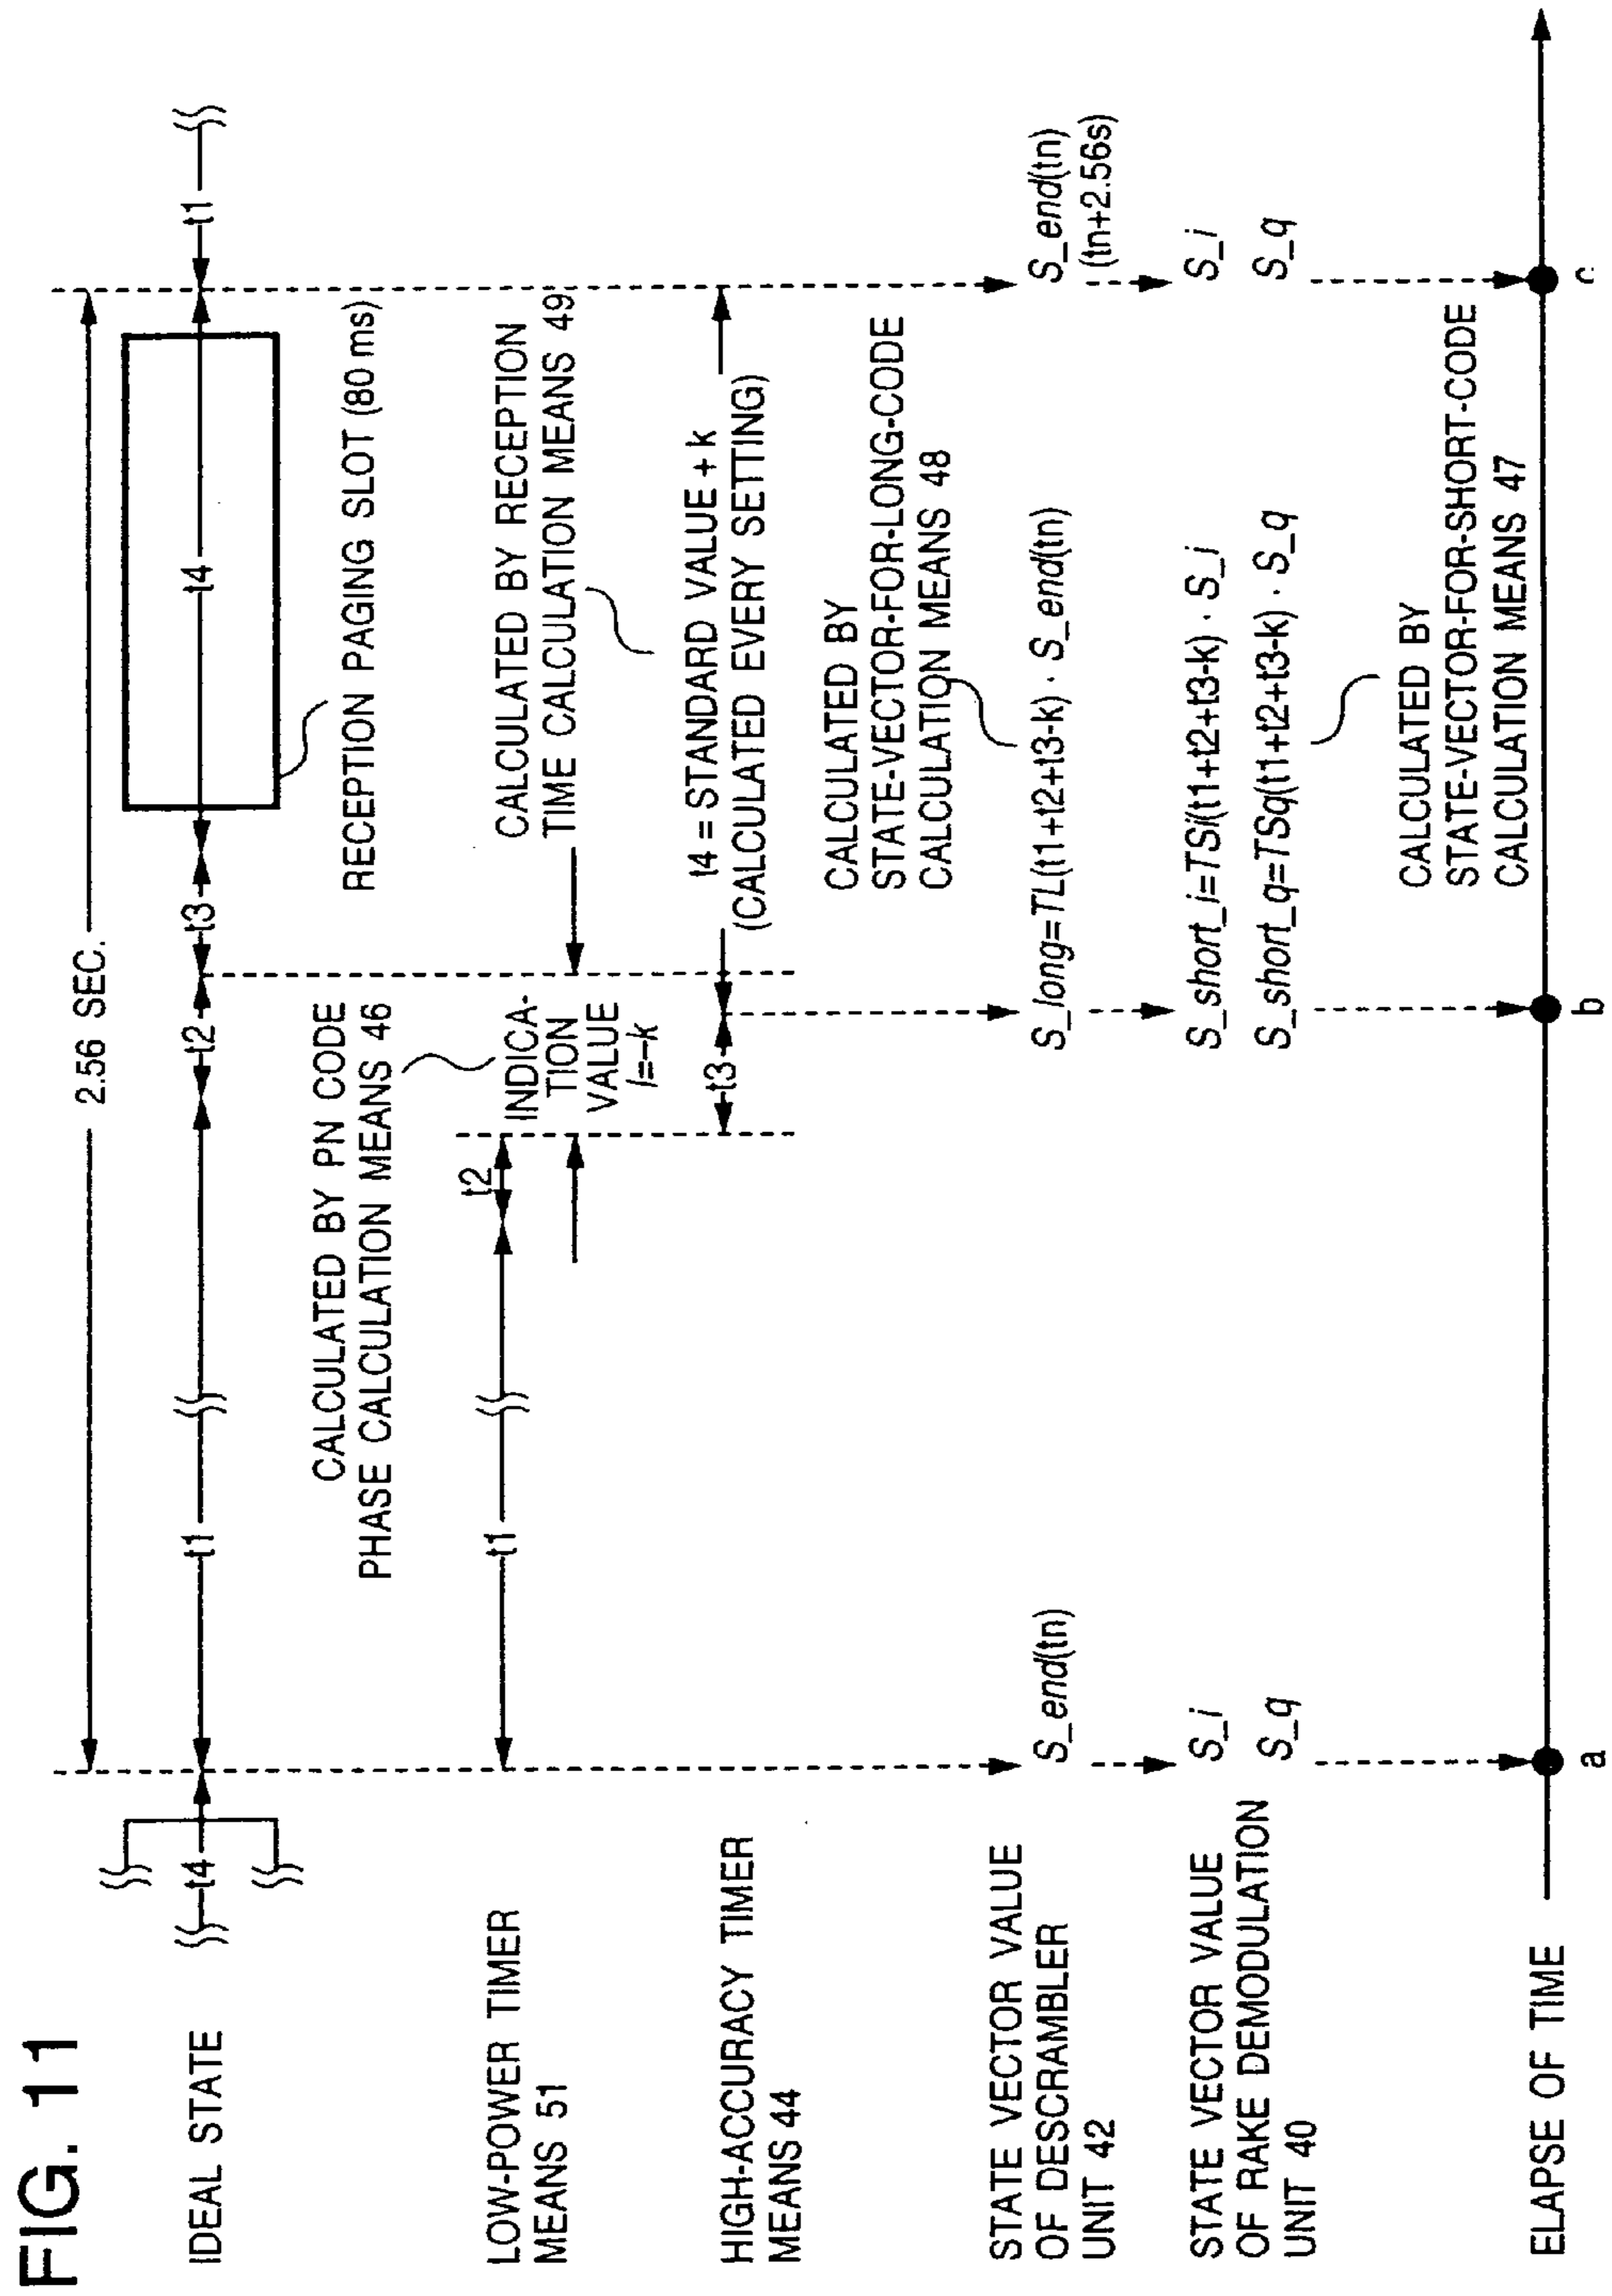 FIG. 11
2.56 SEC.
IDEAL STATE
t4
t1
t2
t3
t4
t1
RECEPTION PAGING SLOT (80 ms)
CALCULATED BY PN CODE
PHASE CALCULATION MEANS 46
LOW-POWER TIMER
MEANS 51
t1
t2
INDICA-
TION
VALUE
l=-k
CALCULATED BY RECEPTION
TIME CALCULATION MEANS 49
HIGH-ACCURACY TIMER
MEANS 44
t3
t4 = STANDARD VALUE + k
(CALCULATED EVERY SETTING)
CALCULATED BY
STATE-VECTOR-FOR-LONG-CODE
CALCULATION MEANS 48
STATE VECTOR VALUE
OF DESCRAMBLER
UNIT 42
S_end(tn)
S_long=TL(t1+t2+t3-k) · S_end(tn)
S_end(tn)
(tn+2.56s)
STATE VECTOR VALUE
OF RAKE DEMODULATION
UNIT 40
S_i
S_q
S_short_i=TSi(t1+t2+t3-k) · S_i
S_short_q=TSq(t1+t2+t3-k) · S_q
S_i
S_q
CALCULATED BY
STATE-VECTOR-FOR-SHORT-CODE
CALCULATION MEANS 47
ELAPSE OF TIME
a
b
c